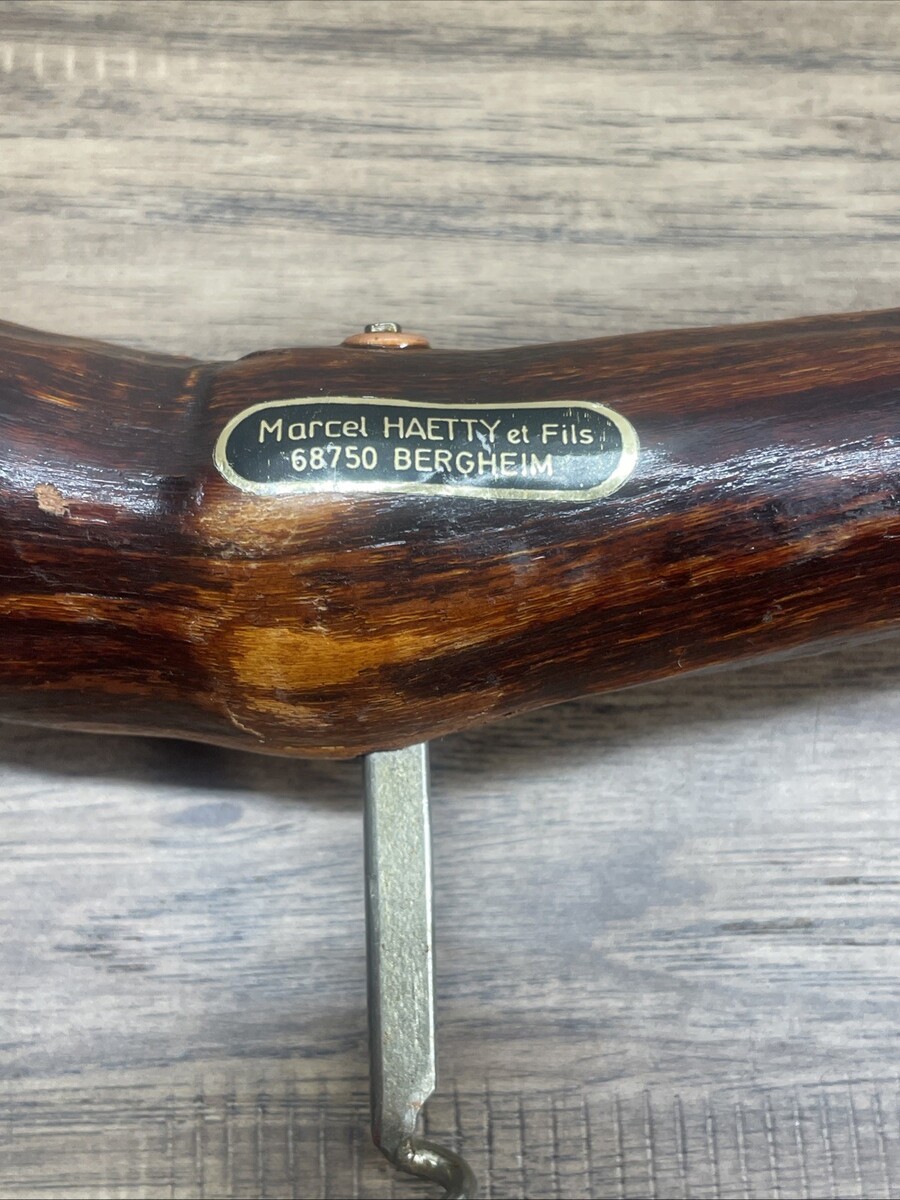 Marcel HAETTY et Fils
68750 BERGHEIM